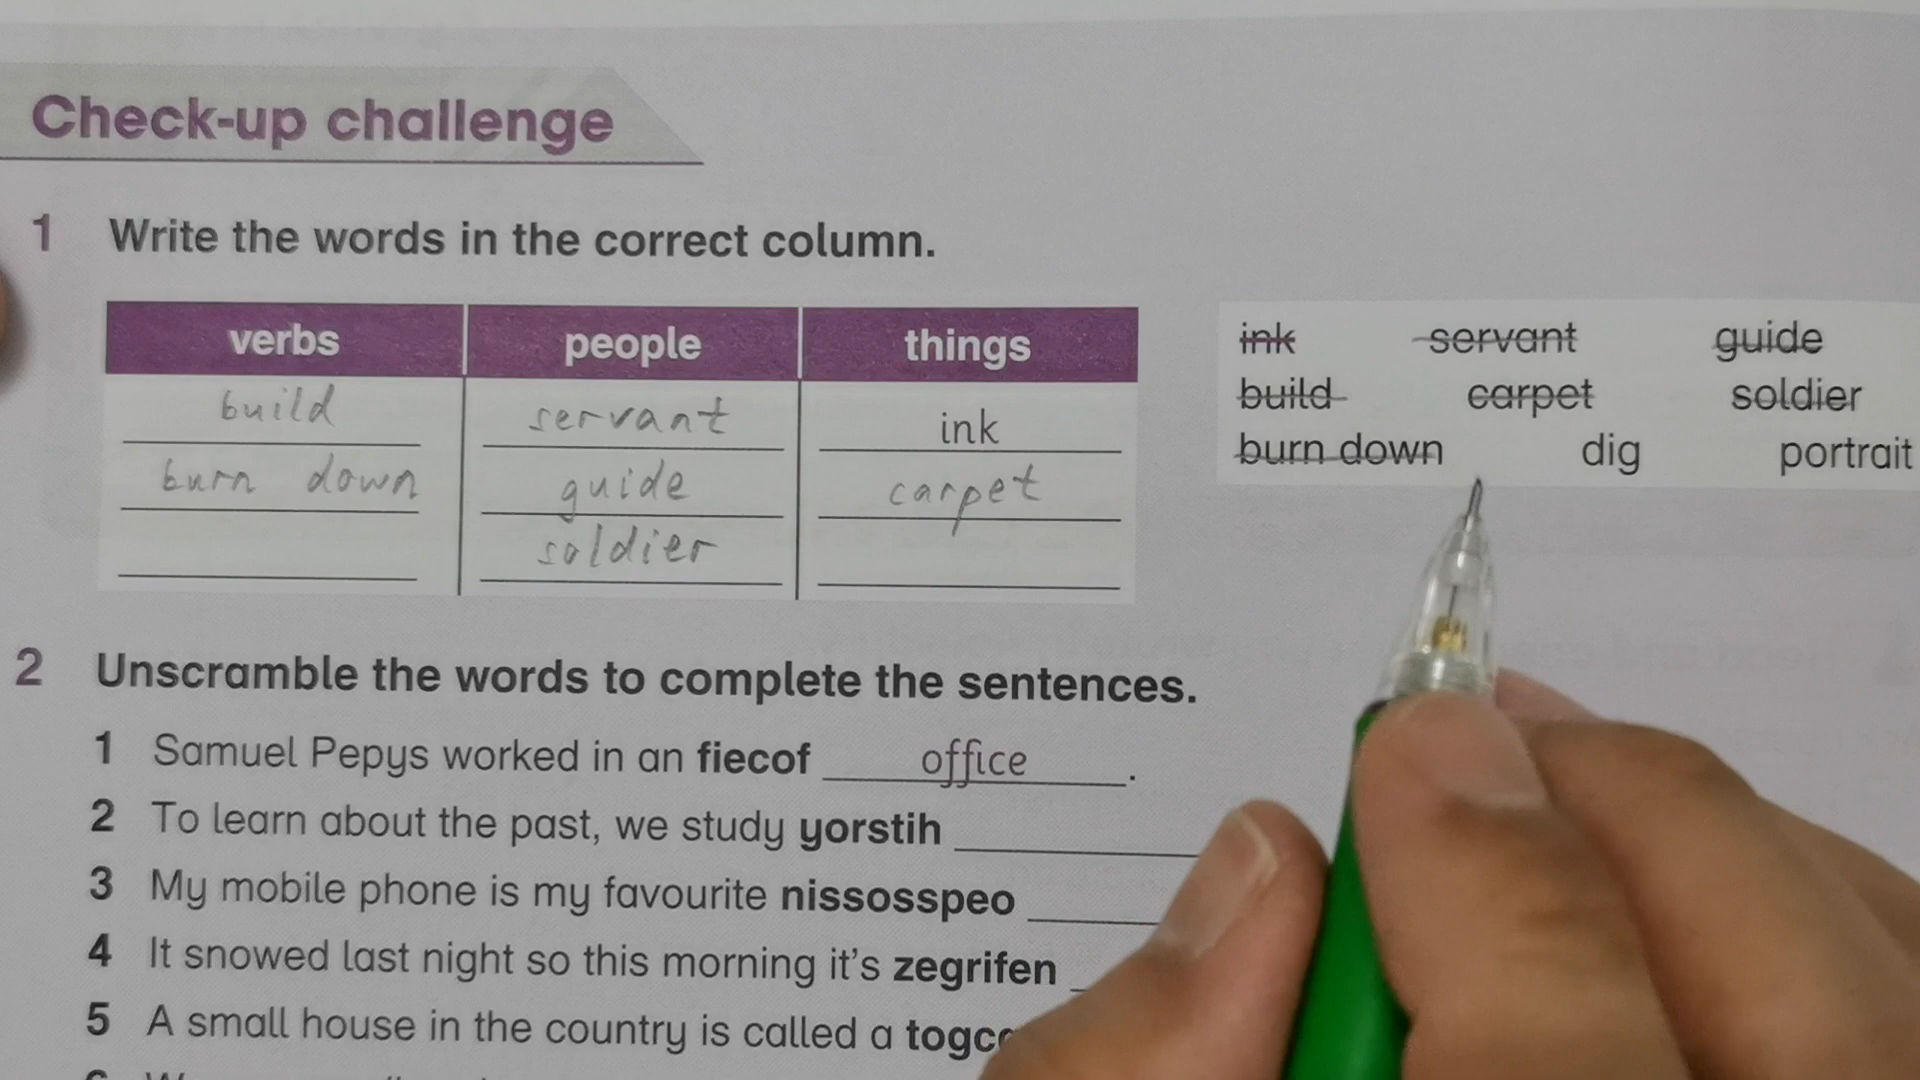 Check-up challenge
1 Write the words in the correct column.
verbs people things
build servant ink
burn down guide carpet
soldier
ink servant guide
build carpet soldier
burn down dig portrait
2 Unscramble the words to complete the sentences.
1 Samuel Pepys worked in an fiecof office.
2 To learn about the past, we study yorstih
3 My mobile phone is my favourite nissosspeo
4 It snowed last night so this morning it's zegrifen
5 A small house in the country is called a